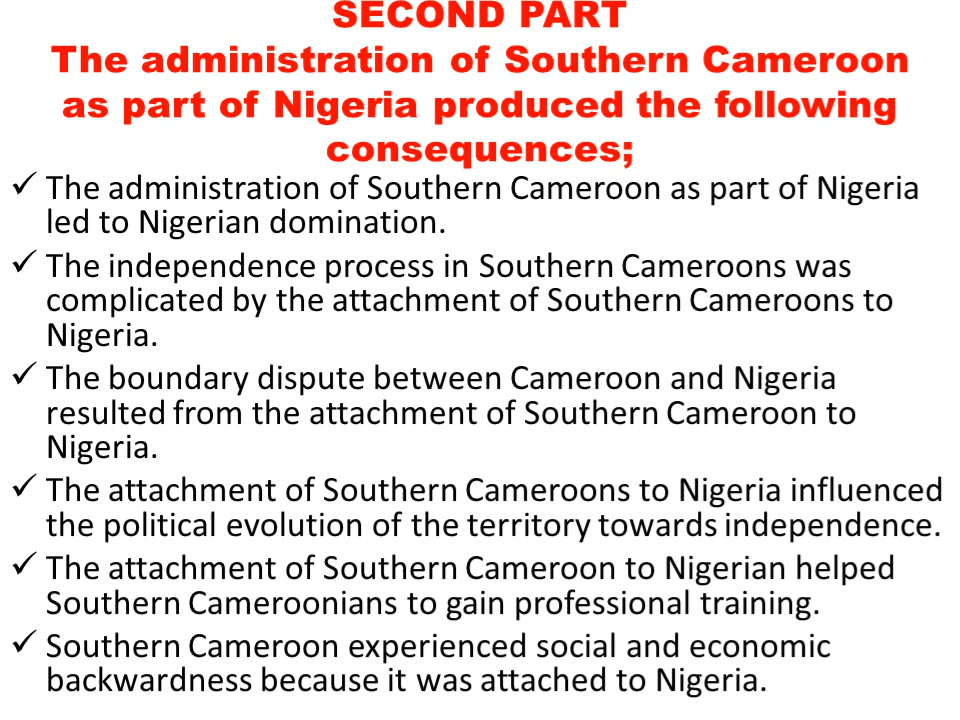 SECOND PART
The administration of Southern Cameroon
as part of Nigeria produced the following
consequences;
✓ The administration of Southern Cameroon as part of Nigeria
led to Nigerian domination.
✓ The independence process in Southern Cameroons was
complicated by the attachment of Southern Cameroons to
Nigeria.
✓ The boundary dispute between Cameroon and Nigeria
resulted from the attachment of Southern Cameroon to
Nigeria.
✓ The attachment of Southern Cameroons to Nigeria influenced
the political evolution of the territory towards independence.
✓ The attachment of Southern Cameroon to Nigerian helped
Southern Cameroonians to gain professional training.
✓ Southern Cameroon experienced social and economic
backwardness because it was attached to Nigeria.